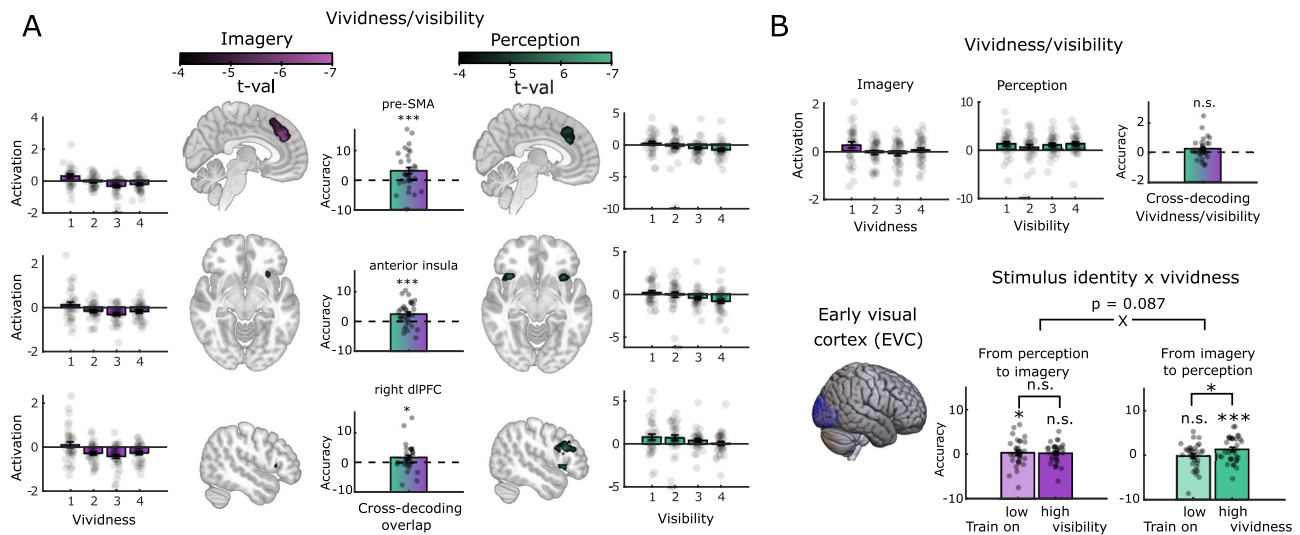 A
Vividness/visibility
Imagery
-4 -5 -6 -7
t-val
Perception
-4 5 -6 -7
t-val
Activation
4
2
0
-2
1 2 3 4
pre-SMA
***
Accuracy
10
0
-10
5
0
-5
-10
1 2 3 4
Activation
2
0
-2
1 2 3 4
anterior insula
***
Accuracy
10
0
-10
5
0
-5
1 2 3 4
Activation
2
0
-2
1 2 3 4
Vividness
right dlPFC
*
Accuracy
10
0
-10
Cross-decoding
overlap
5
0
-5
1 2 3 4
Visibility
B
Vividness/visibility
Imagery
Activation
2
0
-2
1 2 3 4
Vividness
Perception
10
0
-10
1 2 3 4
Visibility
n.s.
Accuracy
2
0
-2
Cross-decoding
Vividness/visibility
Stimulus identity x vividness
p = 0.087
X
Early visual
cortex (EVC)
From perception
to imagery
n.s.
* n.s.
Accuracy
10
0
-10
low high
Train on visibility
From imagery
to perception
*
n.s. ***
10
0
-10
low high
Train on vividness